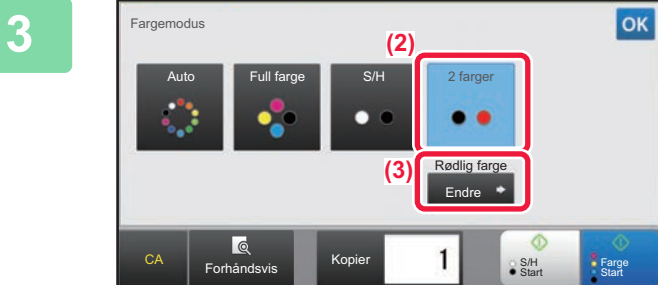 3
Fargemodus
OK
(2)
Auto
Full farge
S/H
2 farger
(3)
Rødlig farge
Endre
CA
Forhåndsvis
Kopier
1
S/H
Start
Farge
Start